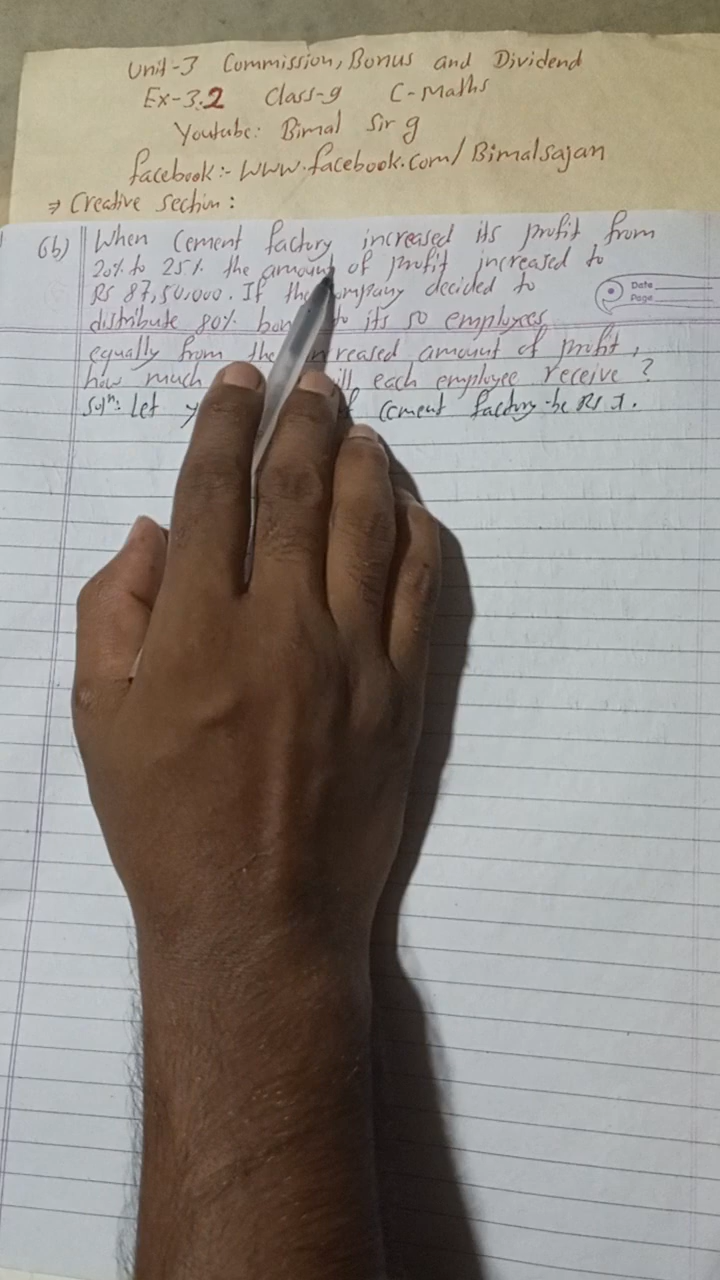 Unit-3 Commission, Bonus and Dividend
Ex-3.2 Class-9 C-Maths
Youtube: Bimal Sir g
facebook:- www.facebook.com/Bimalsajan
⇒ Creative section:
6b) When Cement factory increased its profit from
20% to 25% the amount of profit increased to
RS 87,50,000. If the company decided to
distribute 80% to its 50 employees
equally from the increased amount of profit,
how much will each employee receive?
Solⁿ: Let cement factory be RS x.
Date
Page